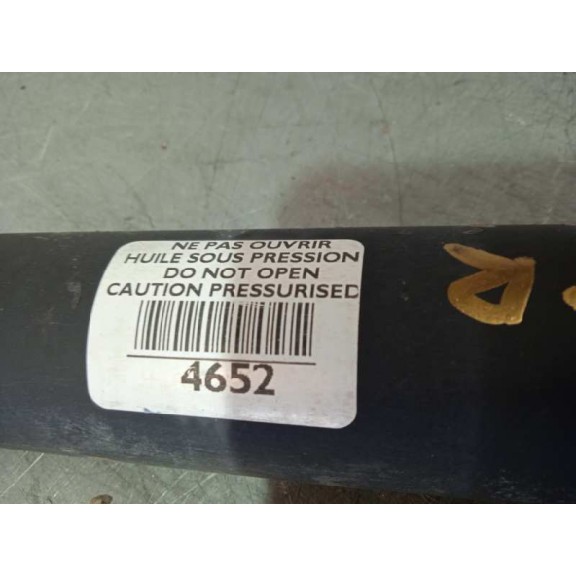 NE PAS OUVRIR
HUILE SOUS PRESSION
DO NOT OPEN
CAUTION PRESSURISED
4652